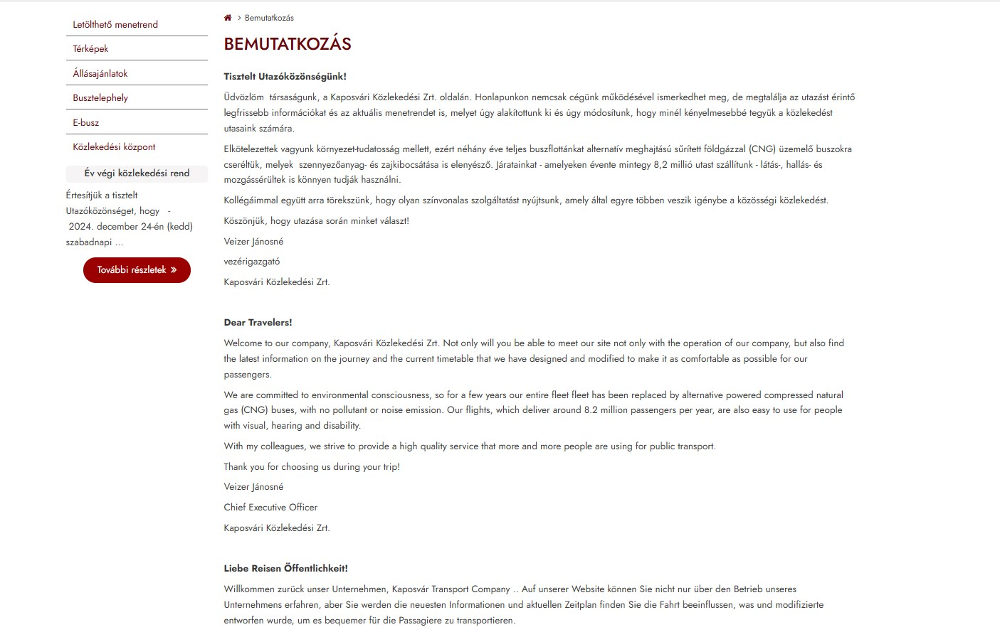 Letölthető menetrend
Térképek
Állásajánlatok
Busztelephely
E-busz
Közlekedési központ
Év végi közlekedési rend
Értesítjük a tisztelt
Utazóközönséget, hogy -
2024. december 24-én (kedd)
szabadnapi ...
További részletek »
> Bemutatkozás
BEMUTATKOZÁS
Tisztelt Utazóközönségünk!
Üdvözlöm társaságunk, a Kaposvári Közlekedési Zrt. oldalán. Honlapunkon nemcsak cégünk működésével ismerkedhet meg, de megtalálja az utazást érintő
legfrissebb információkat és az aktuális menetrendet is, melyet úgy alakítottunk ki és úgy módosítunk, hogy minél kényelmesebbé tegyük a közlekedést
utasaink számára.
Elkötelezettek vagyunk környezet-tudatosság mellett, ezért néhány éve teljes buszflottánkat alternatív meghajtású sűrített földgázzal (CNG) üzemelő buszokra
cseréltük, melyek szennyezőanyag- és zajkibocsátása is elenyésző. Járatainkat - amelyeken évente mintegy 8,2 millió utast szállítunk - látás-, hallás- és
mozgássérültek is könnyen tudják használni.
Kollégáimmal együtt arra törekszünk, hogy olyan színvonalas szolgáltatást nyújtsunk, amely által egyre többen veszik igénybe a közösségi közlekedést.
Köszönjük, hogy utazása során minket választ!
Veizer Jánosné
vezérigazgató
Kaposvári Közlekedési Zrt.
Dear Travelers!
Welcome to our company, Kaposvári Közlekedési Zrt. Not only will you be able to meet our site not only with the operation of our company, but also find
the latest information on the journey and the current timetable that we have designed and modified to make it as comfortable as possible for our
passengers.
We are committed to environmental consciousness, so for a few years our entire fleet fleet has been replaced by alternative powered compressed natural
gas (CNG) buses, with no pollutant or noise emission. Our flights, which deliver around 8.2 million passengers per year, are also easy to use for people
with visual, hearing and disability.
With my colleagues, we strive to provide a high quality service that more and more people are using for public transport.
Thank you for choosing us during your trip!
Veizer Jánosné
Chief Executive Officer
Kaposvári Közlekedési Zrt.
Liebe Reisen Öffentlichkeit!
Willkommen zurück unser Unternehmen, Kaposvár Transport Company .. Auf unserer Website können Sie nicht nur über den Betrieb unseres
Unternehmens erfahren, aber Sie werden die neuesten Informationen und aktuellen Zeitplan finden Sie die Fahrt beeinflussen, was und modifizierte
entworfen wurde, um es bequemer für die Passagiere zu transportieren.